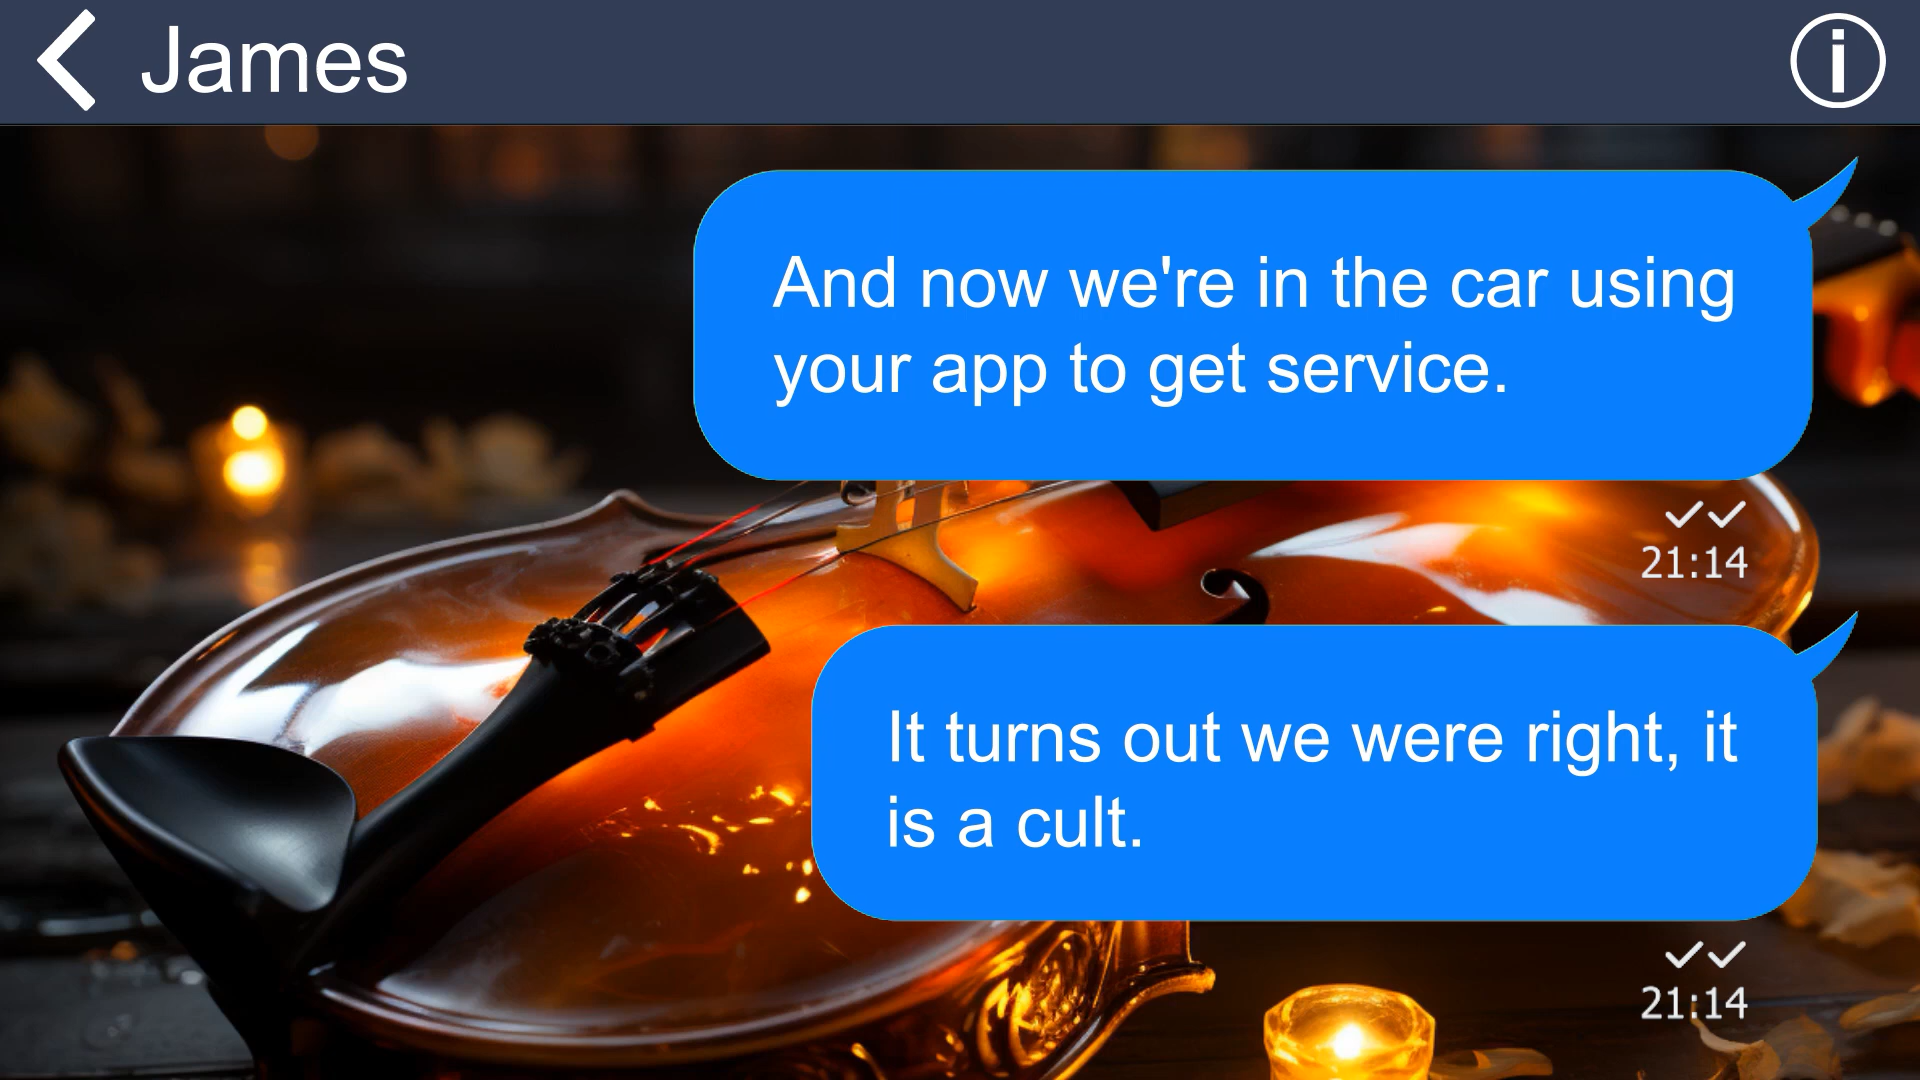 James
And now we're in the car using
your app to get service.
21:14
It turns out we were right, it
is a cult.
21:14